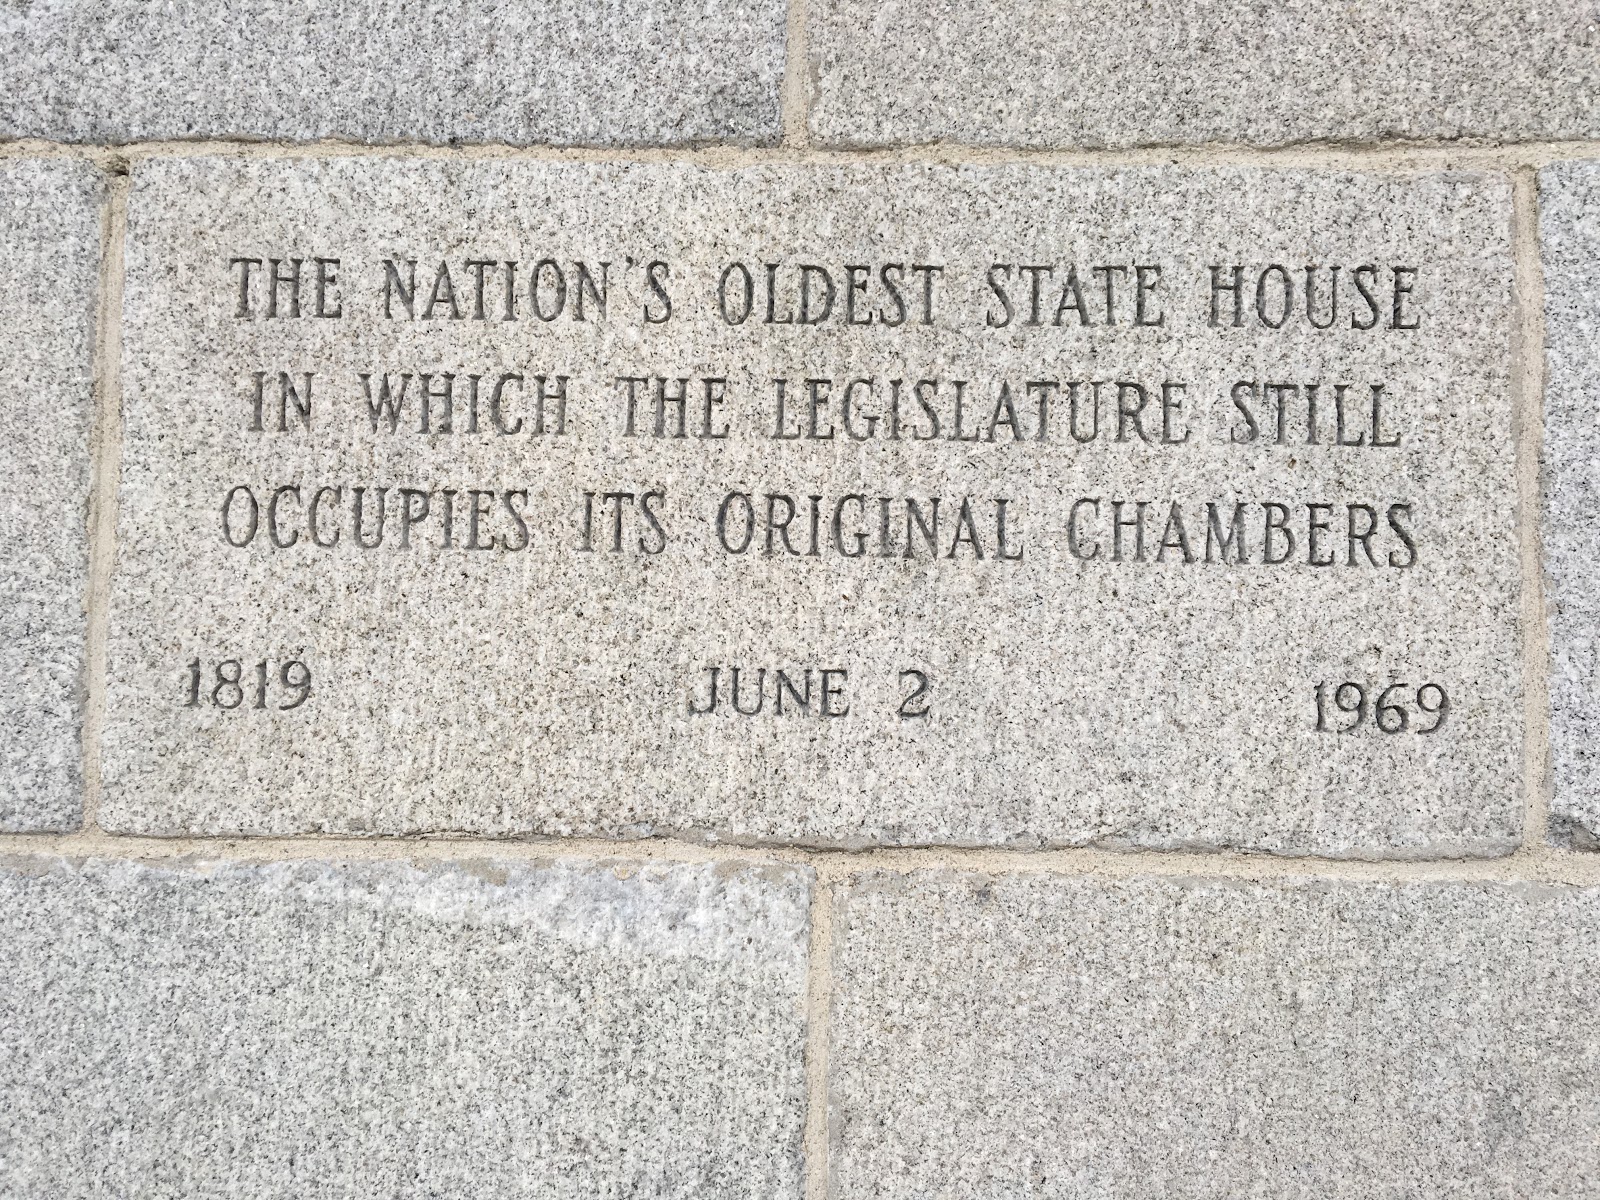 THE NATION'S OLDEST STATE HOUSE
IN WHICH THE LEGISLATURE STILL
OCCUPIES ITS ORIGINAL CHAMBERS
1819 JUNE 2 1969